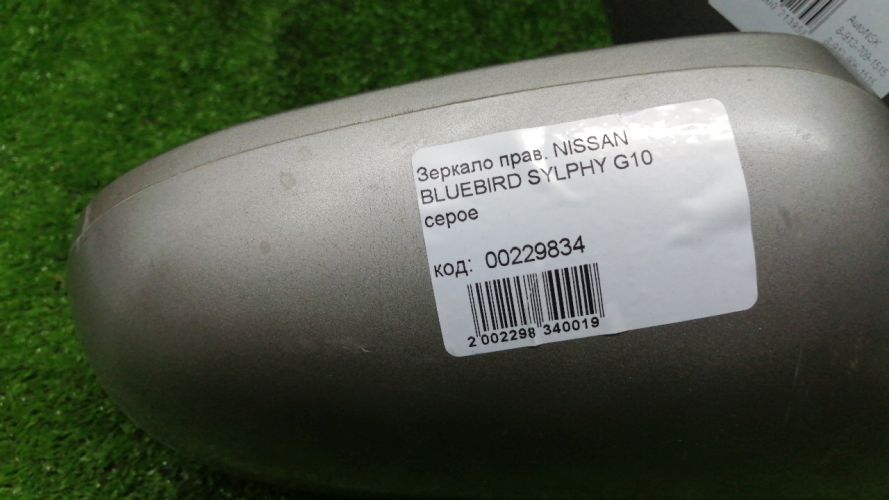 Зеркало прав. NISSAN
BLUEBIRD SYLPHY G10
серое
код: 00229834
2 002298 340019